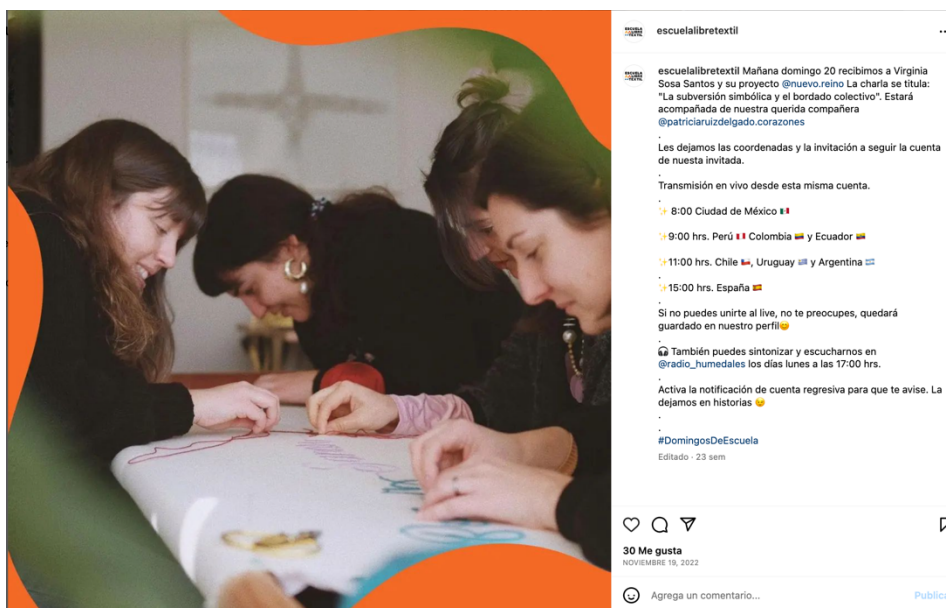 escuelalibretextil
escuelalibretextil Mañana domingo 20 recibimos a Virginia
Sosa Santos y su proyecto @nuevo.reino La charla se titula:
"La subversión simbólica y el bordado colectivo". Estará
acompañada de nuestra querida compañera
@patriciaruizdelgado.corazones
.
Les dejamos las coordenadas y la invitación a seguir la cuenta
de nuesta invitada.
.
Transmisión en vivo desde esta misma cuenta.
.
✨ 8:00 Ciudad de México 🇲🇽
.
✨9:00 hrs. Perú 🇵🇪 Colombia 🇨🇴 y Ecuador 🇪🇨
.
✨11:00 hrs. Chile 🇨🇱, Uruguay 🇺🇾 y Argentina 🇦🇷
.
✨15:00 hrs. España 🇪🇸
.
Si no puedes unirte al live, no te preocupes, quedará
guardado en nuestro perfil😊
.
🎧 También puedes sintonizar y escucharnos en
@radio_humedales los días lunes a las 17:00 hrs.
.
Activa la notificación de cuenta regresiva para que te avise. La
dejamos en historias 😉
.
.
#DomingosDeEscuela
Editado · 23 sem
30 Me gusta
NOVIEMBRE 19, 2022
Agrega un comentario...